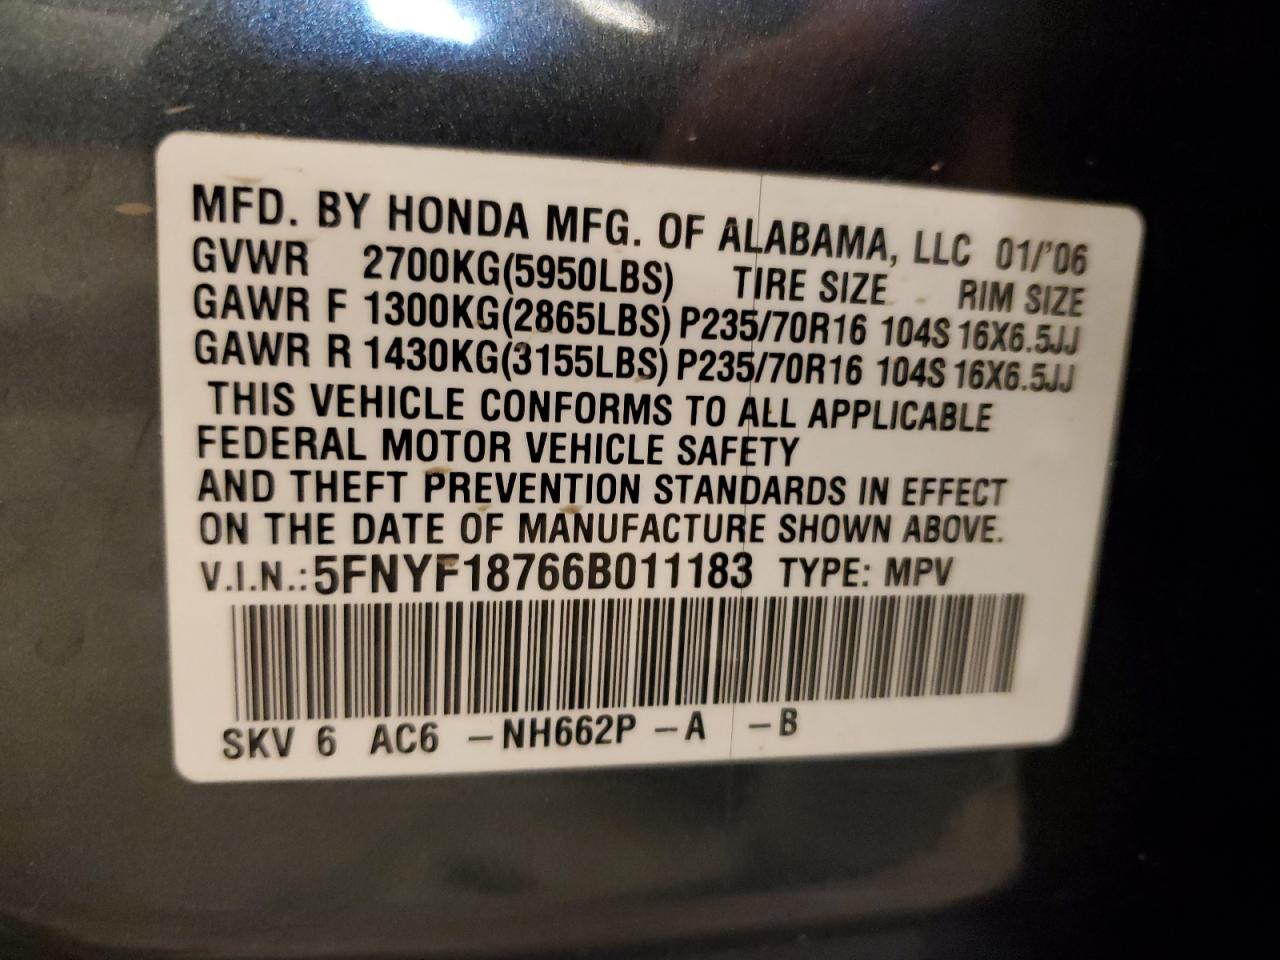 MFD. BY HONDA MFG. OF ALABAMA, LLC 01/'06
GVWR 2700KG(5950LBS) TIRE SIZE RIM SIZE
GAWR F 1300KG(2865LBS) P235/70R16 104S 16X6.5JJ
GAWR R 1430KG(3155LBS) P235/70R16 104S 16X6.5JJ
THIS VEHICLE CONFORMS TO ALL APPLICABLE
FEDERAL MOTOR VEHICLE SAFETY
AND THEFT PREVENTION STANDARDS IN EFFECT
ON THE DATE OF MANUFACTURE SHOWN ABOVE.
V.I.N.: 5FNYF18766B011183 TYPE: MPV
SKV 6 AC6 -NH662P -A -B